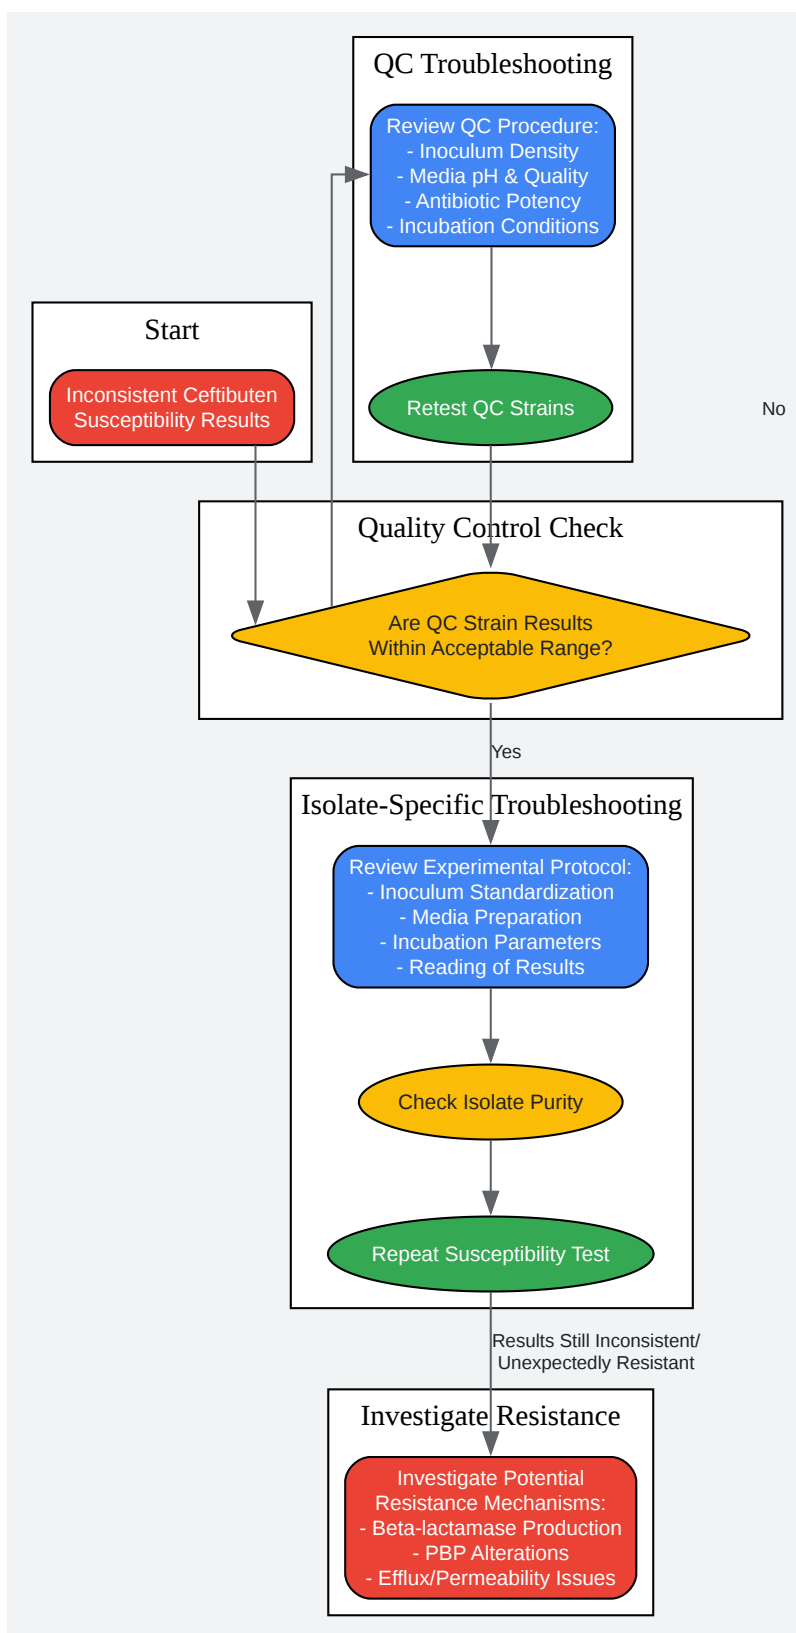 QC Troubleshooting
Review QC Procedure:
- Inoculum Density
- Media pH & Quality
- Antibiotic Potency
- Incubation Conditions
Start
Inconsistent Ceftibuten
Susceptibility Results
Retest QC Strains
No
Quality Control Check
Are QC Strain Results
Within Acceptable Range?
Yes
Isolate-Specific Troubleshooting
Review Experimental Protocol:
- Inoculum Standardization
- Media Preparation
- Incubation Parameters
- Reading of Results
Check Isolate Purity
Repeat Susceptibility Test
Results Still Inconsistent/
Unexpectedly Resistant
Investigate Resistance
Investigate Potential
Resistance Mechanisms:
- Beta-lactamase Production
- PBP Alterations
- Efflux/Permeability Issues